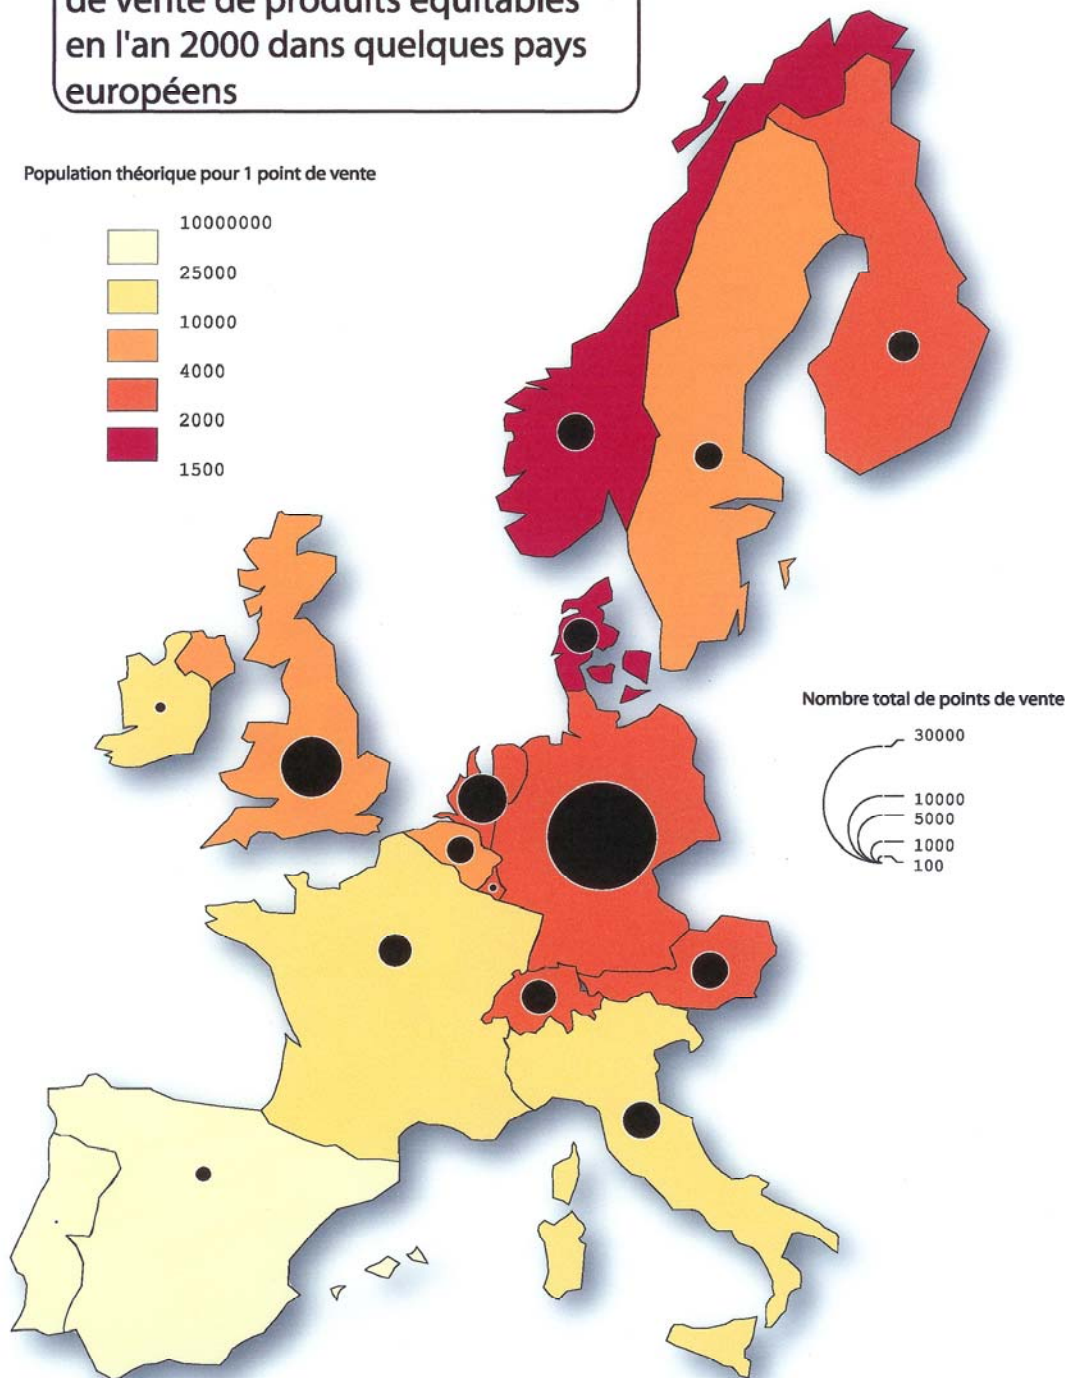 de vente de produits équitables
en l'an 2000 dans quelques pays
européens
Population théorique pour 1 point de vente
10000000
25000
10000
4000
2000
1500
Nombre total de points de vente
30000
10000
5000
1000
100